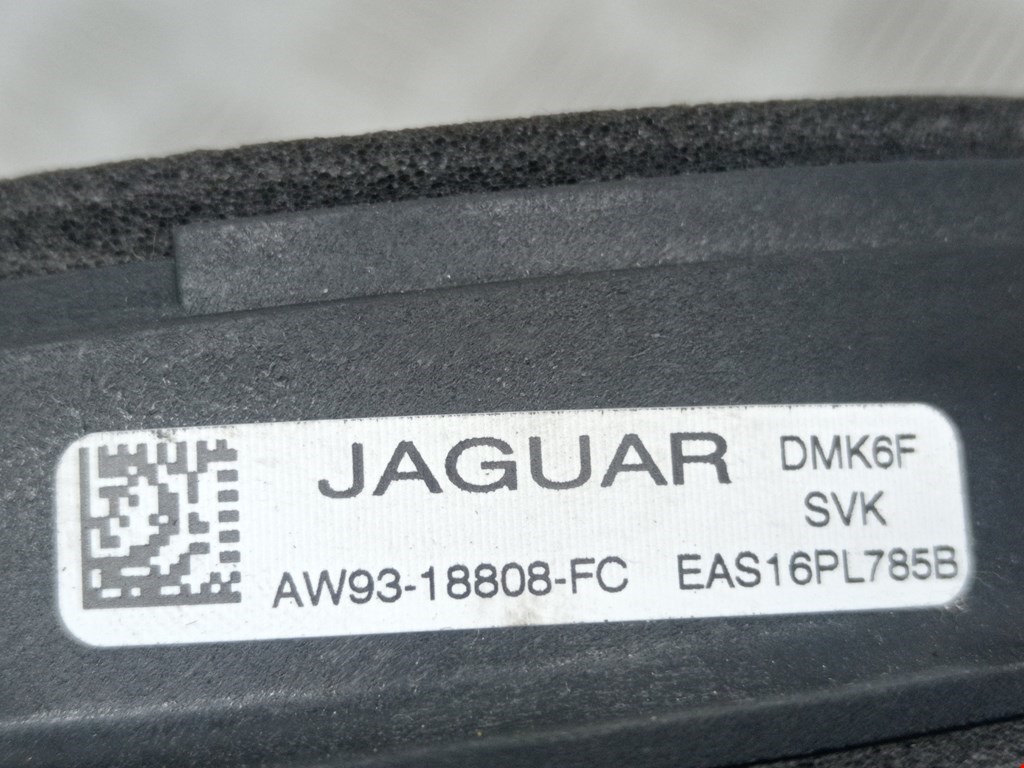 JAGUAR DMK6F
SVK
AW93-18808-FC EAS16PL785B